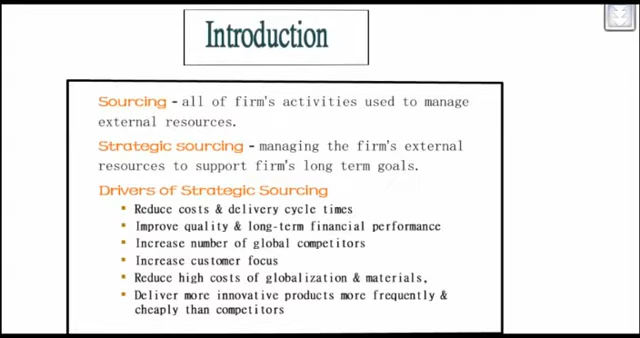 Introduction
Sourcing - all of firm's activities used to manage
external resources.
Strategic sourcing - managing the firm's external
resources to support firm's long term goals.
Drivers of Strategic Sourcing
▪ Reduce costs & delivery cycle times
▪ Improve quality & long-term financial performance
▪ Increase number of global competitors
▪ Increase customer focus
▪ Reduce high costs of globalization & materials,
▪ Deliver more innovative products more frequently &
cheaply than competitors